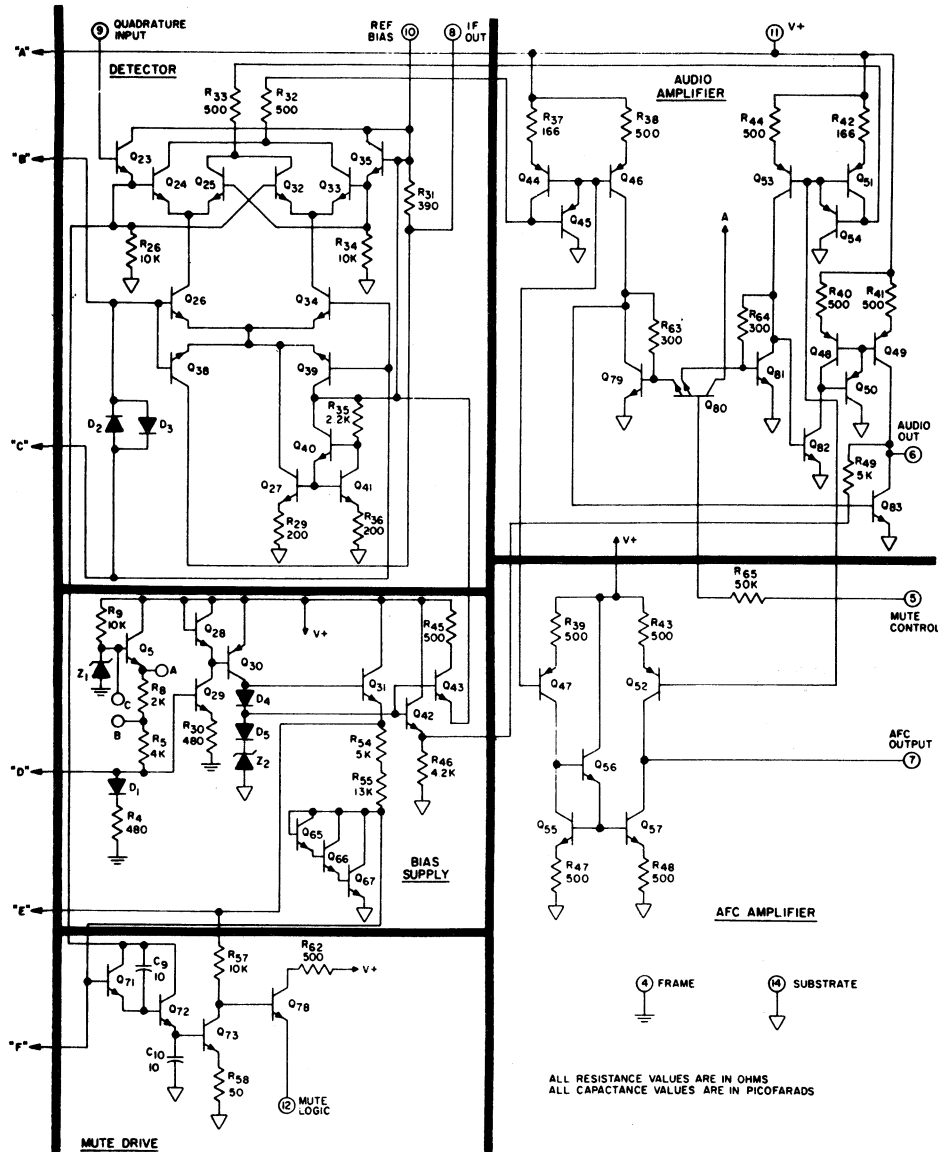 9 QUADRATURE INPUT
REF BIAS 10
8 IF OUT
11 V+
"A"
DETECTOR
R33 500
R32 500
AUDIO AMPLIFIER
R37 166
R38 500
R44 500
R42 166
Q23
Q24
Q25
Q32
Q33
Q35
R31 390
"B"
Q44
Q45
Q46
Q53
Q51
Q54
A
R26 10K
R34 10K
Q26
Q34
R40 500
R41 500
R63 300
R64 300
Q38
Q39
Q48
Q49
Q50
Q79
Q80
Q81
D2
D3
R35 2.2K
Q40
Q82
AUDIO OUT
6
"C"
Q27
Q41
R49 5K
Q83
R29 200
R36 200
V+
R65 50K
5
MUTE CONTROL
R9 10K
Q5
Q28
V+
R45 500
R39 500
R43 500
Z1
A
Q30
Q31
Q43
Q47
Q52
R8 2K
Q29
D4
Q42
C
B
R30 480
D5
R54 5K
R5 4K
Z2
R46 4.2K
AFC OUTPUT
7
"D"
D1
R55 13K
Q56
R4 480
Q65
Q66
Q67
Q55
Q57
BIAS SUPPLY
R47 500
R48 500
"E"
AFC AMPLIFIER
R62 500
V+
C9 10
R57 10K
Q71
Q72
Q78
4 FRAME
14 SUBSTRATE
Q73
"F"
C10 10
R58 50
12 MUTE LOGIC
ALL RESISTANCE VALUES ARE IN OHMS
ALL CAPACTANCE VALUES ARE IN PICOFARADS
MUTE DRIVE